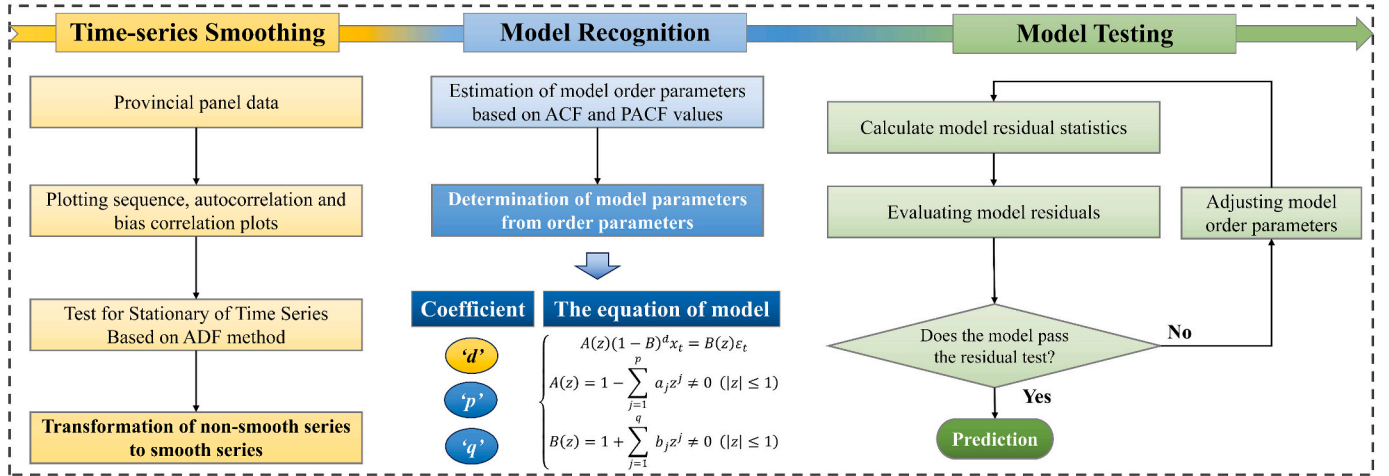 Time-series Smoothing
Model Recognition
Model Testing
Provincial panel data
Plotting sequence, autocorrelation and
bias correlation plots
Test for Stationary of Time Series
Based on ADF method
Transformation of non-smooth series
to smooth series
Estimation of model order parameters
based on ACF and PACF values
Determination of model parameters
from order parameters
Coefficient
The equation of model
‘d’
‘p’
‘q’
A(z)(1 − B)^d x_t = B(z)ε_t
A(z) = 1 − ∑_{j=1}^{p} a_j z^j ≠ 0 (|z| ≤ 1)
B(z) = 1 + ∑_{j=1}^{q} b_j z^j ≠ 0 (|z| ≤ 1)
Calculate model residual statistics
Evaluating model residuals
Adjusting model
order parameters
Does the model pass
the residual test?
No
Yes
Prediction